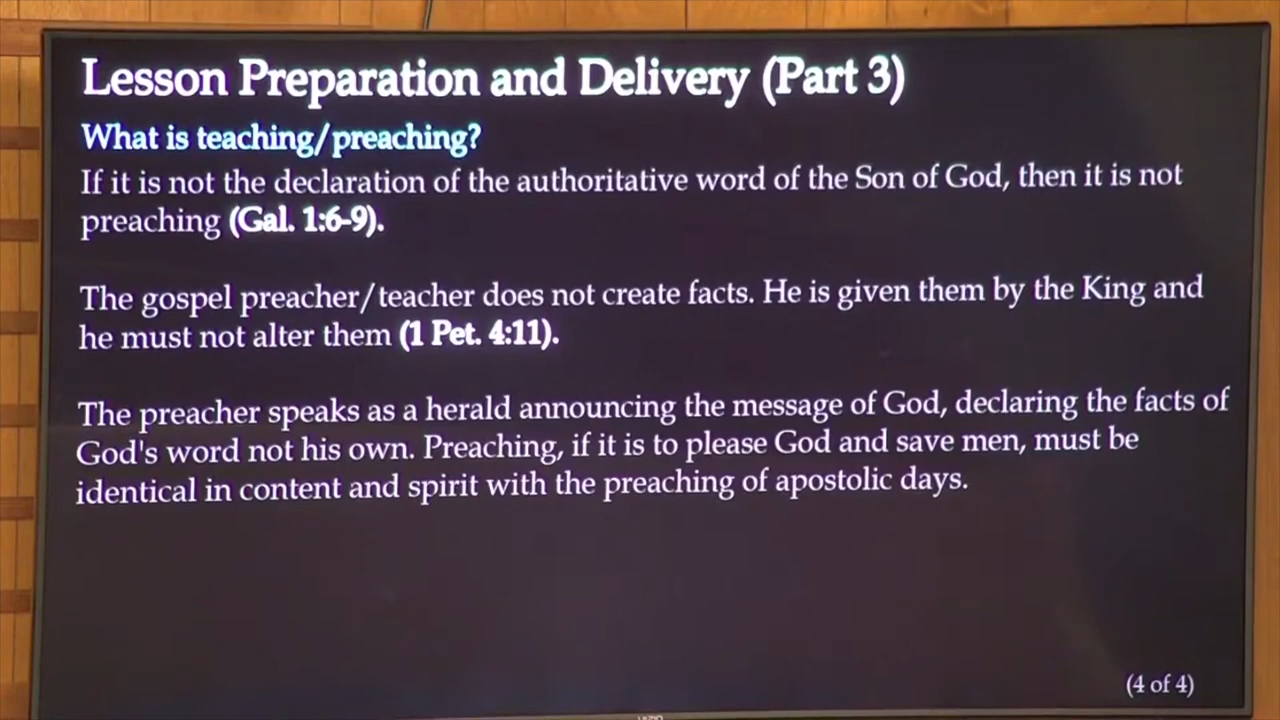 Lesson Preparation and Delivery (Part 3)
What is teaching/preaching?
If it is not the declaration of the authoritative word of the Son of God, then it is not
preaching (Gal. 1:6-9).
The gospel preacher/teacher does not create facts. He is given them by the King and
he must not alter them (1 Pet. 4:11).
The preacher speaks as a herald announcing the message of God, declaring the facts of
God's word not his own. Preaching, if it is to please God and save men, must be
identical in content and spirit with the preaching of apostolic days.
(4 of 4)
VIZIO